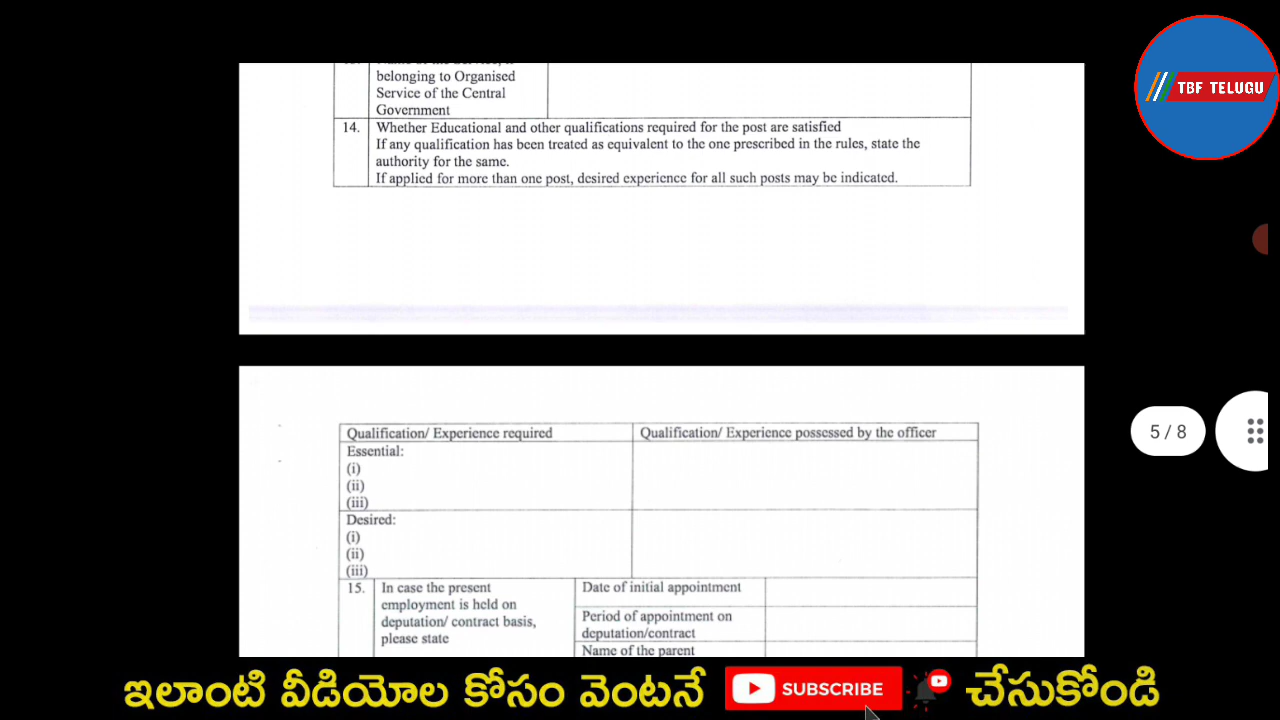 belonging to Organised
Service of the Central
Government
14. Whether Educational and other qualifications required for the post are satisfied
If any qualification has been treated as equivalent to the one prescribed in the rules, state the
authority for the same.
If applied for more than one post, desired experience for all such posts may be indicated.
TBF TELUGU
5 / 8
Qualification/ Experience required Qualification/ Experience possessed by the officer
Essential:
(i)
(ii)
(iii)
Desired:
(i)
(ii)
(iii)
15. In case the present
employment is held on
deputation/ contract basis,
please state
Date of initial appointment
Period of appointment on
deputation/contract
Name of the parent
ఇలాంటి వీడియోల కోసం వెంటనే SUBSCRIBE చేసుకోండి